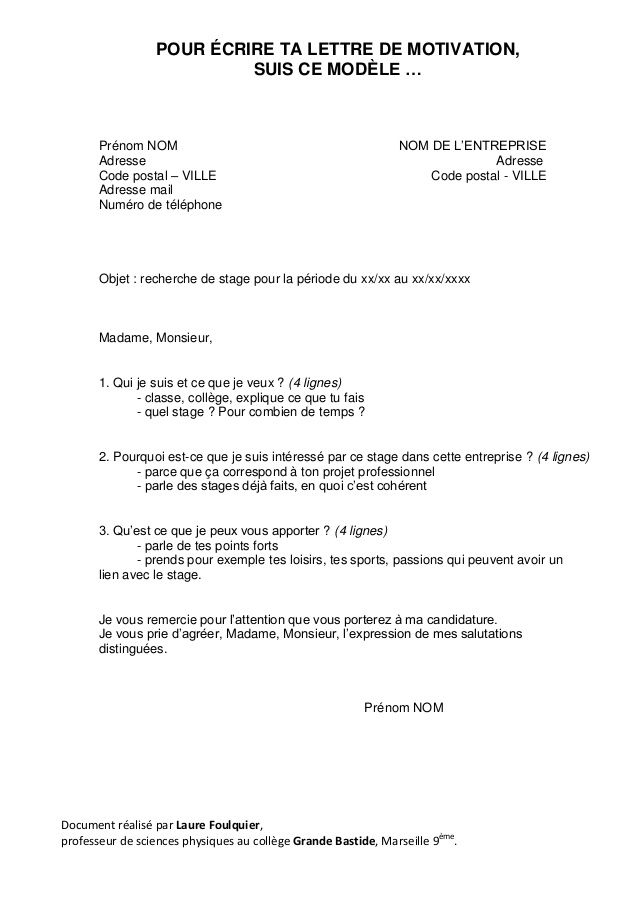 POUR ÉCRIRE TA LETTRE DE MOTIVATION,
SUIS CE MODÈLE …
Prénom NOM NOM DE L’ENTREPRISE
Adresse Adresse
Code postal – VILLE Code postal - VILLE
Adresse mail
Numéro de téléphone
Objet : recherche de stage pour la période du xx/xx au xx/xx/xxxx
Madame, Monsieur,
1. Qui je suis et ce que je veux ? (4 lignes)
- classe, collège, explique ce que tu fais
- quel stage ? Pour combien de temps ?
2. Pourquoi est-ce que je suis intéressé par ce stage dans cette entreprise ? (4 lignes)
- parce que ça correspond à ton projet professionnel
- parle des stages déjà faits, en quoi c’est cohérent
3. Qu’est ce que je peux vous apporter ? (4 lignes)
- parle de tes points forts
- prends pour exemple tes loisirs, tes sports, passions qui peuvent avoir un
lien avec le stage.
Je vous remercie pour l’attention que vous porterez à ma candidature.
Je vous prie d’agréer, Madame, Monsieur, l’expression de mes salutations
distinguées.
Prénom NOM
Document réalisé par Laure Foulquier,
professeur de sciences physiques au collège Grande Bastide, Marseille 9ème.